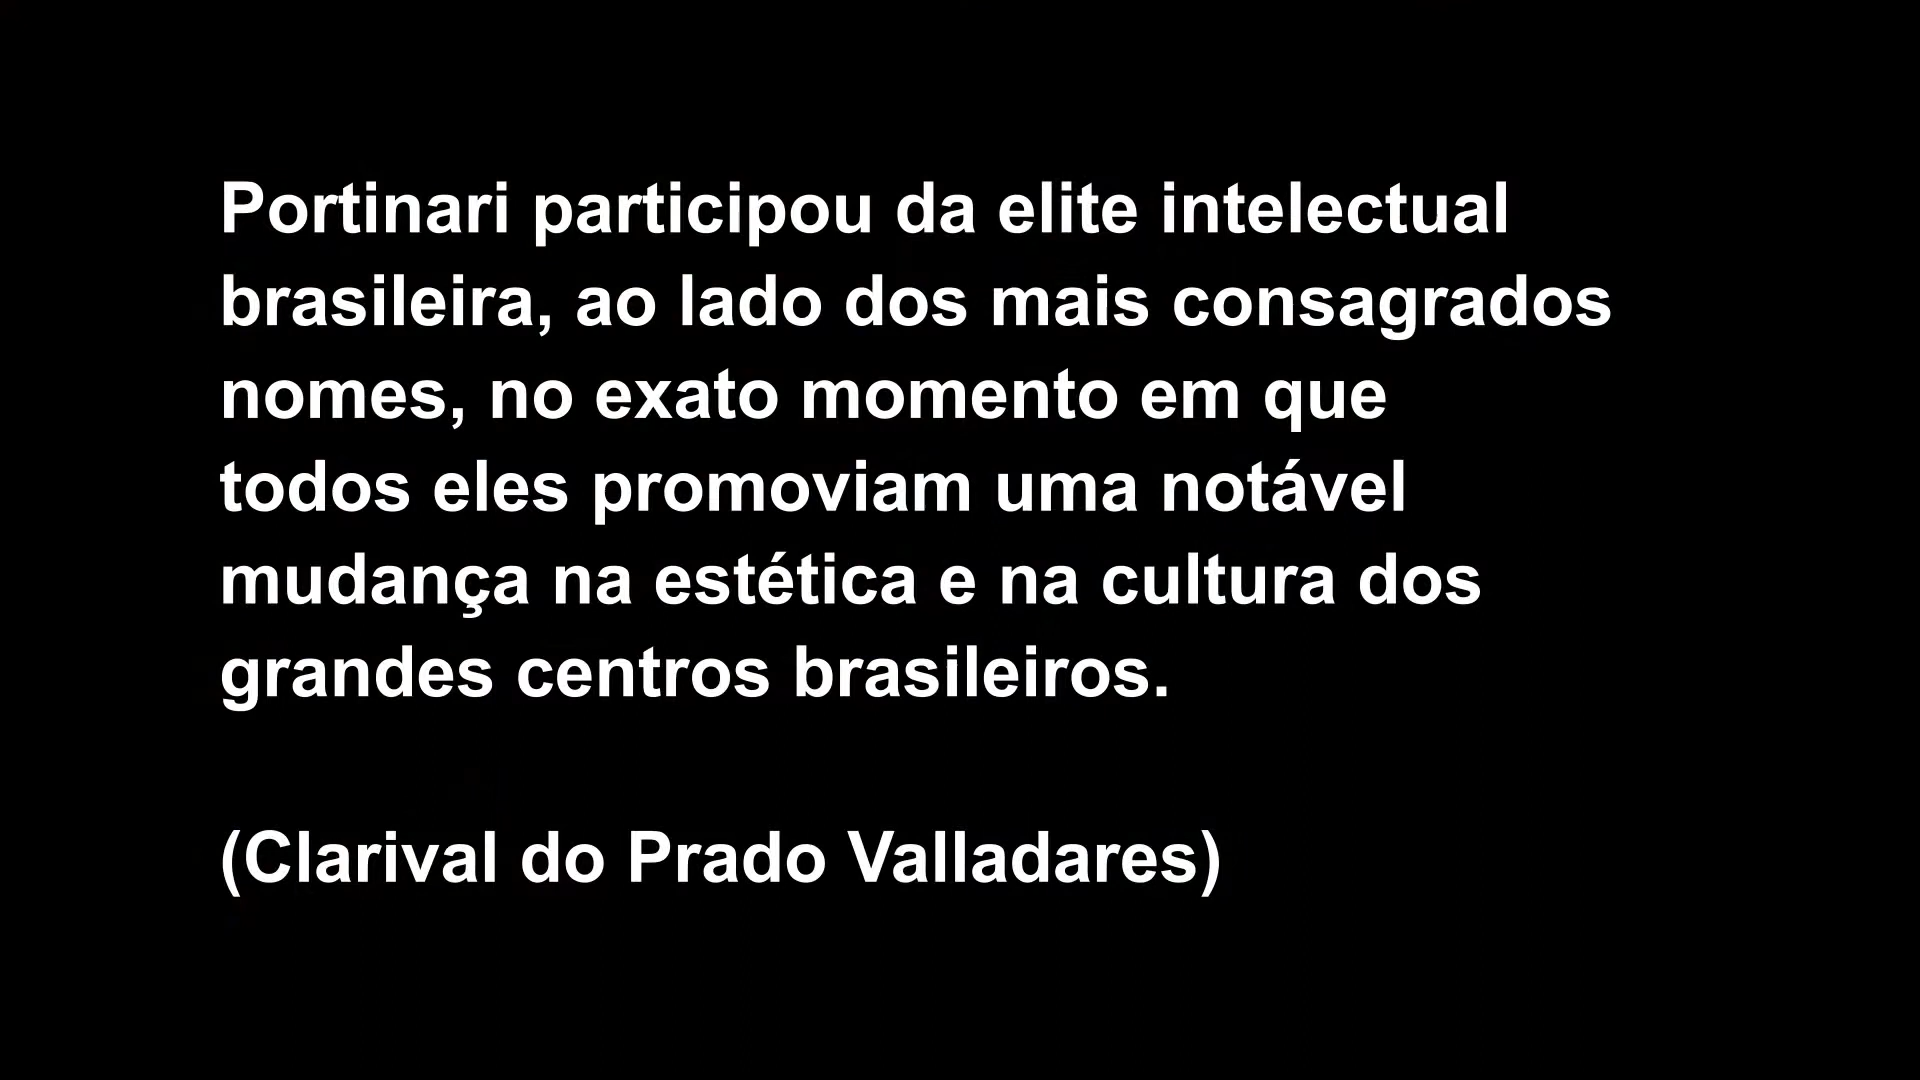 Portinari participou da elite intelectual
brasileira, ao lado dos mais consagrados
nomes, no exato momento em que
todos eles promoviam uma notável
mudança na estética e na cultura dos
grandes centros brasileiros.
(Clarival do Prado Valladares)